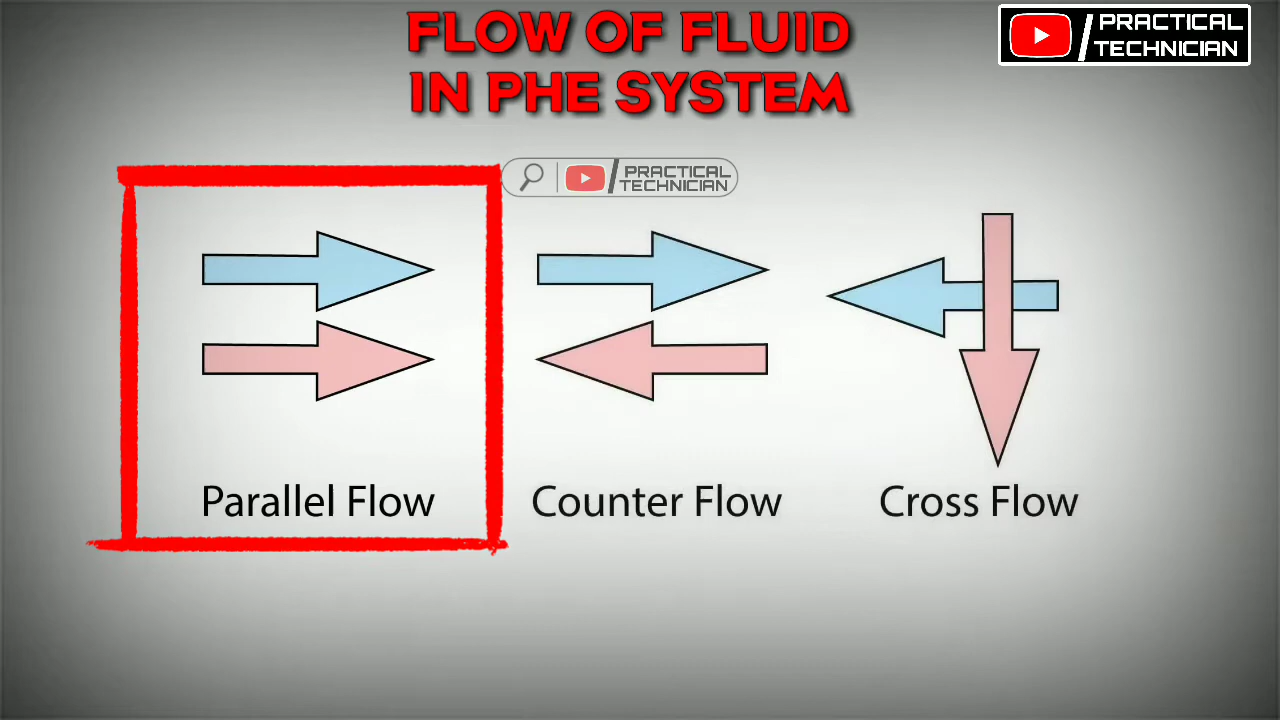 FLOW OF FLUID
IN PHE SYSTEM
PRACTICAL
TECHNICIAN
PRACTICAL
TECHNICIAN
Parallel Flow
Counter Flow
Cross Flow